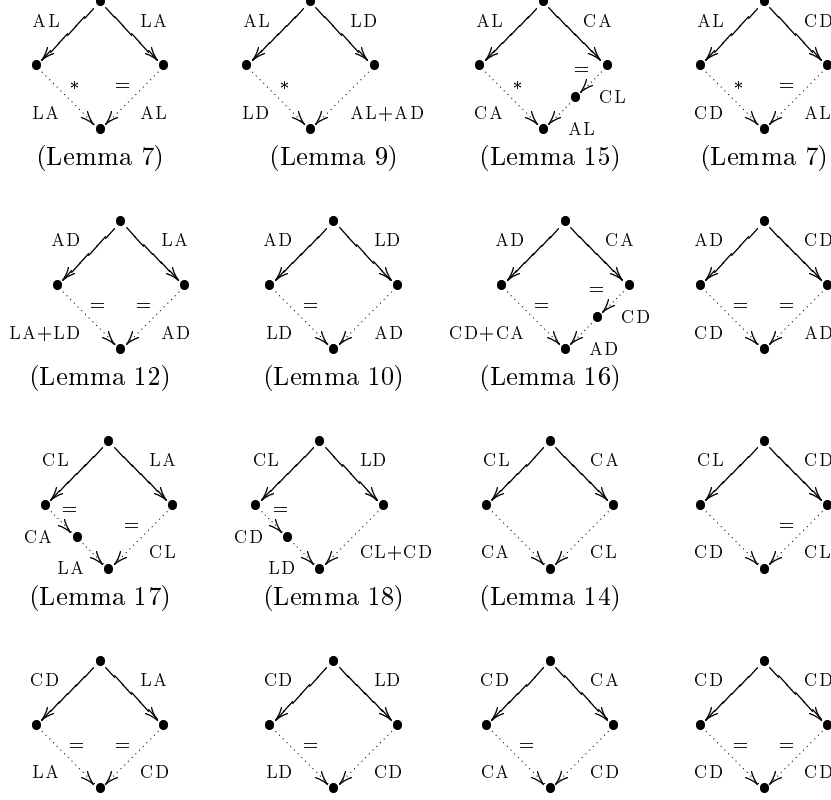 AL LA AL LD AL CA AL CD
* = * * = * =
LA AL LD AL+AD CA CL AL CD AL
(Lemma 7) (Lemma 9) (Lemma 15) (Lemma 7)
AD LA AD LD AD CA AD CD
= = = = = = =
LA+LD AD LD AD CD+CA CD AD CD AD
(Lemma 12) (Lemma 10) (Lemma 16)
CL LA CL LD CL CA CL CD
= = = =
CA LA CL CD LD CL+CD CA CL CD CL
(Lemma 17) (Lemma 18) (Lemma 14)
CD LA CD LD CD CA CD CD
= = = = = =
LA CD LD CD CA CD CD CD